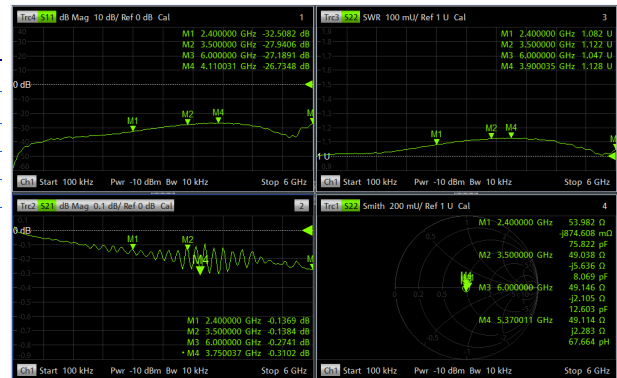 Trc4 S11 dB Mag 10 dB/ Ref 0 dB Cal 1
M1 2.400000 GHz -32.5082 dB
M2 3.500000 GHz -27.9406 dB
M3 6.000000 GHz -27.1891 dB
M4 4.110031 GHz -26.7348 dB
0 dB
M1
M2
M4
M
Ch1 Start 100 kHz Pwr -10 dBm Bw 10 kHz Stop 6 GHz
Trc3 S22 SWR 100 mU/ Ref 1 U Cal 3
M1 2.400000 GHz 1.082 U
M2 3.500000 GHz 1.122 U
M3 6.000000 GHz 1.047 U
M4 3.900035 GHz 1.128 U
1 U
M1
M2
M4
M
Ch1 Start 100 kHz Pwr -10 dBm Bw 10 kHz Stop 6 GHz
Trc2 S21 dB Mag 0.1 dB/ Ref 0 dB Cal 2
0 dB
M1
M2
M4
M
M1 2.400000 GHz -0.1369 dB
M2 3.500000 GHz -0.1384 dB
M3 6.000000 GHz -0.2741 dB
• M4 3.750037 GHz -0.3102 dB
Ch1 Start 100 kHz Pwr -10 dBm Bw 10 kHz Stop 6 GHz
Trc1 S22 Smith 200 mU/ Ref 1 U Cal 4
M1 2.400000 GHz 53.982 Ω
-j874.608 mΩ
75.822 pF
M2 3.500000 GHz 49.038 Ω
-j5.636 Ω
8.069 pF
M3 6.000000 GHz 49.146 Ω
-j2.105 Ω
12.603 pF
M4 5.370011 GHz 49.114 Ω
j2.283 Ω
67.664 pH
Ch1 Start 100 kHz Pwr -10 dBm Bw 10 kHz Stop 6 GHz